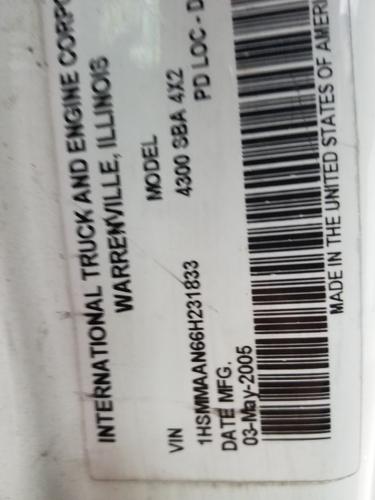 INTERNATIONAL TRUCK AND ENGINE CORPO
WARRENVILLE, ILLINOIS
VIN
MODEL
1HSMMAAN66H231833
4300 SBA 4X2
DATE MFG.
PD LOC - D
03-May-2005
MADE IN THE UNITED STATES OF AMERI